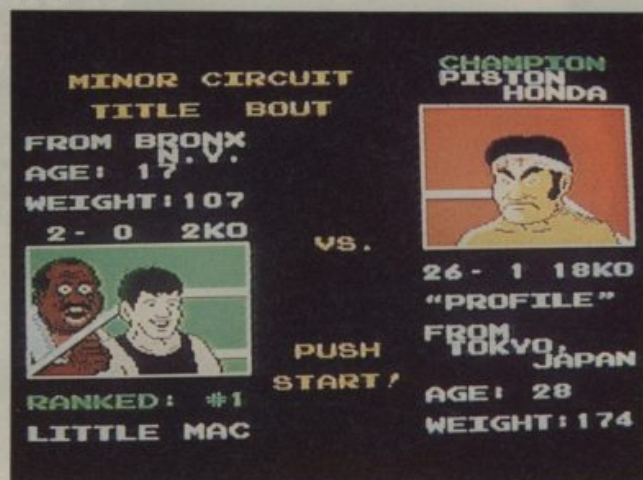 MINOR CIRCUIT
TITLE BOUT
FROM BRONX
N.Y.
AGE: 17
WEIGHT:107
2- 0 2KO
RANKED: #1
LITTLE MAC
VS.
PUSH
START!
CHAMPION
PISTON
HONDA
26- 1 18KO
"PROFILE"
FROM
TOKYO,
JAPAN
AGE: 28
WEIGHT:174